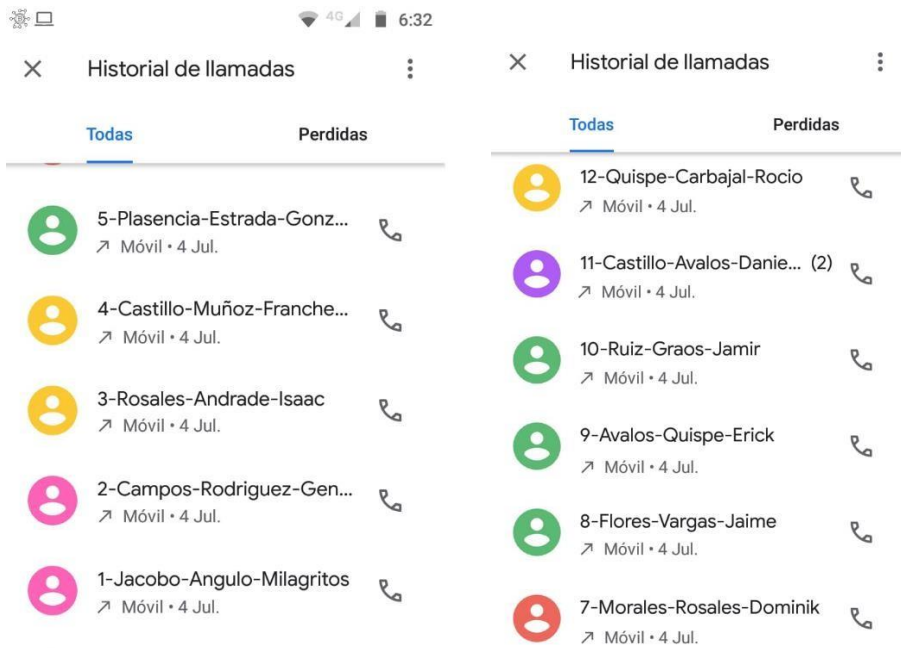 4G 6:32
Historial de llamadas
Todas Perdidas
5-Plasencia-Estrada-Gonz...
Móvil • 4 Jul.
4-Castillo-Muñoz-Franche...
Móvil • 4 Jul.
3-Rosales-Andrade-Isaac
Móvil • 4 Jul.
2-Campos-Rodriguez-Gen...
Móvil • 4 Jul.
1-Jacobo-Angulo-Milagritos
Móvil • 4 Jul.
Historial de llamadas
Todas Perdidas
12-Quispe-Carbajal-Rocio
Móvil • 4 Jul.
11-Castillo-Avalos-Danie... (2)
Móvil • 4 Jul.
10-Ruiz-Graos-Jamir
Móvil • 4 Jul.
9-Avalos-Quispe-Erick
Móvil • 4 Jul.
8-Flores-Vargas-Jaime
Móvil • 4 Jul.
7-Morales-Rosales-Dominik
Móvil • 4 Jul.